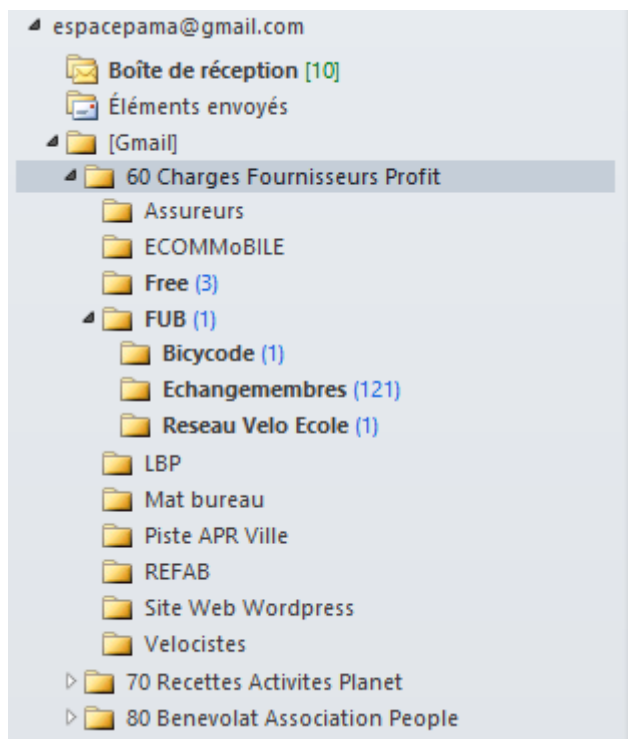 espacepama@gmail.com
Boîte de réception [10]
Éléments envoyés
[Gmail]
60 Charges Fournisseurs Profit
Assureurs
ECOMMoBILE
Free (3)
FUB (1)
Bicycode (1)
Echangemembres (121)
Reseau Velo Ecole (1)
LBP
Mat bureau
Piste APR Ville
REFAB
Site Web Wordpress
Velocistes
70 Recettes Activites Planet
80 Benevolat Association People